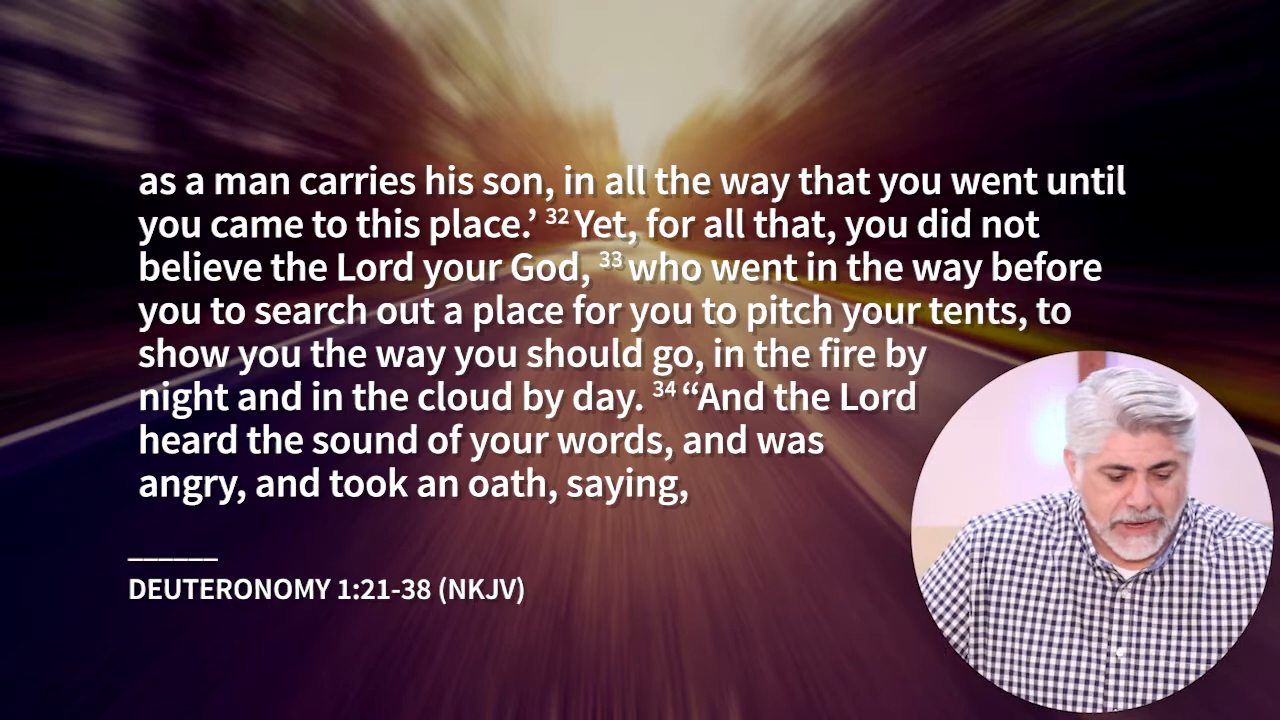 as a man carries his son, in all the way that you went until
you came to this place.’ 32 Yet, for all that, you did not
believe the Lord your God, 33 who went in the way before
you to search out a place for you to pitch your tents, to
show you the way you should go, in the fire by
night and in the cloud by day. 34 “And the Lord
heard the sound of your words, and was
angry, and took an oath, saying,
______
DEUTERONOMY 1:21-38 (NKJV)